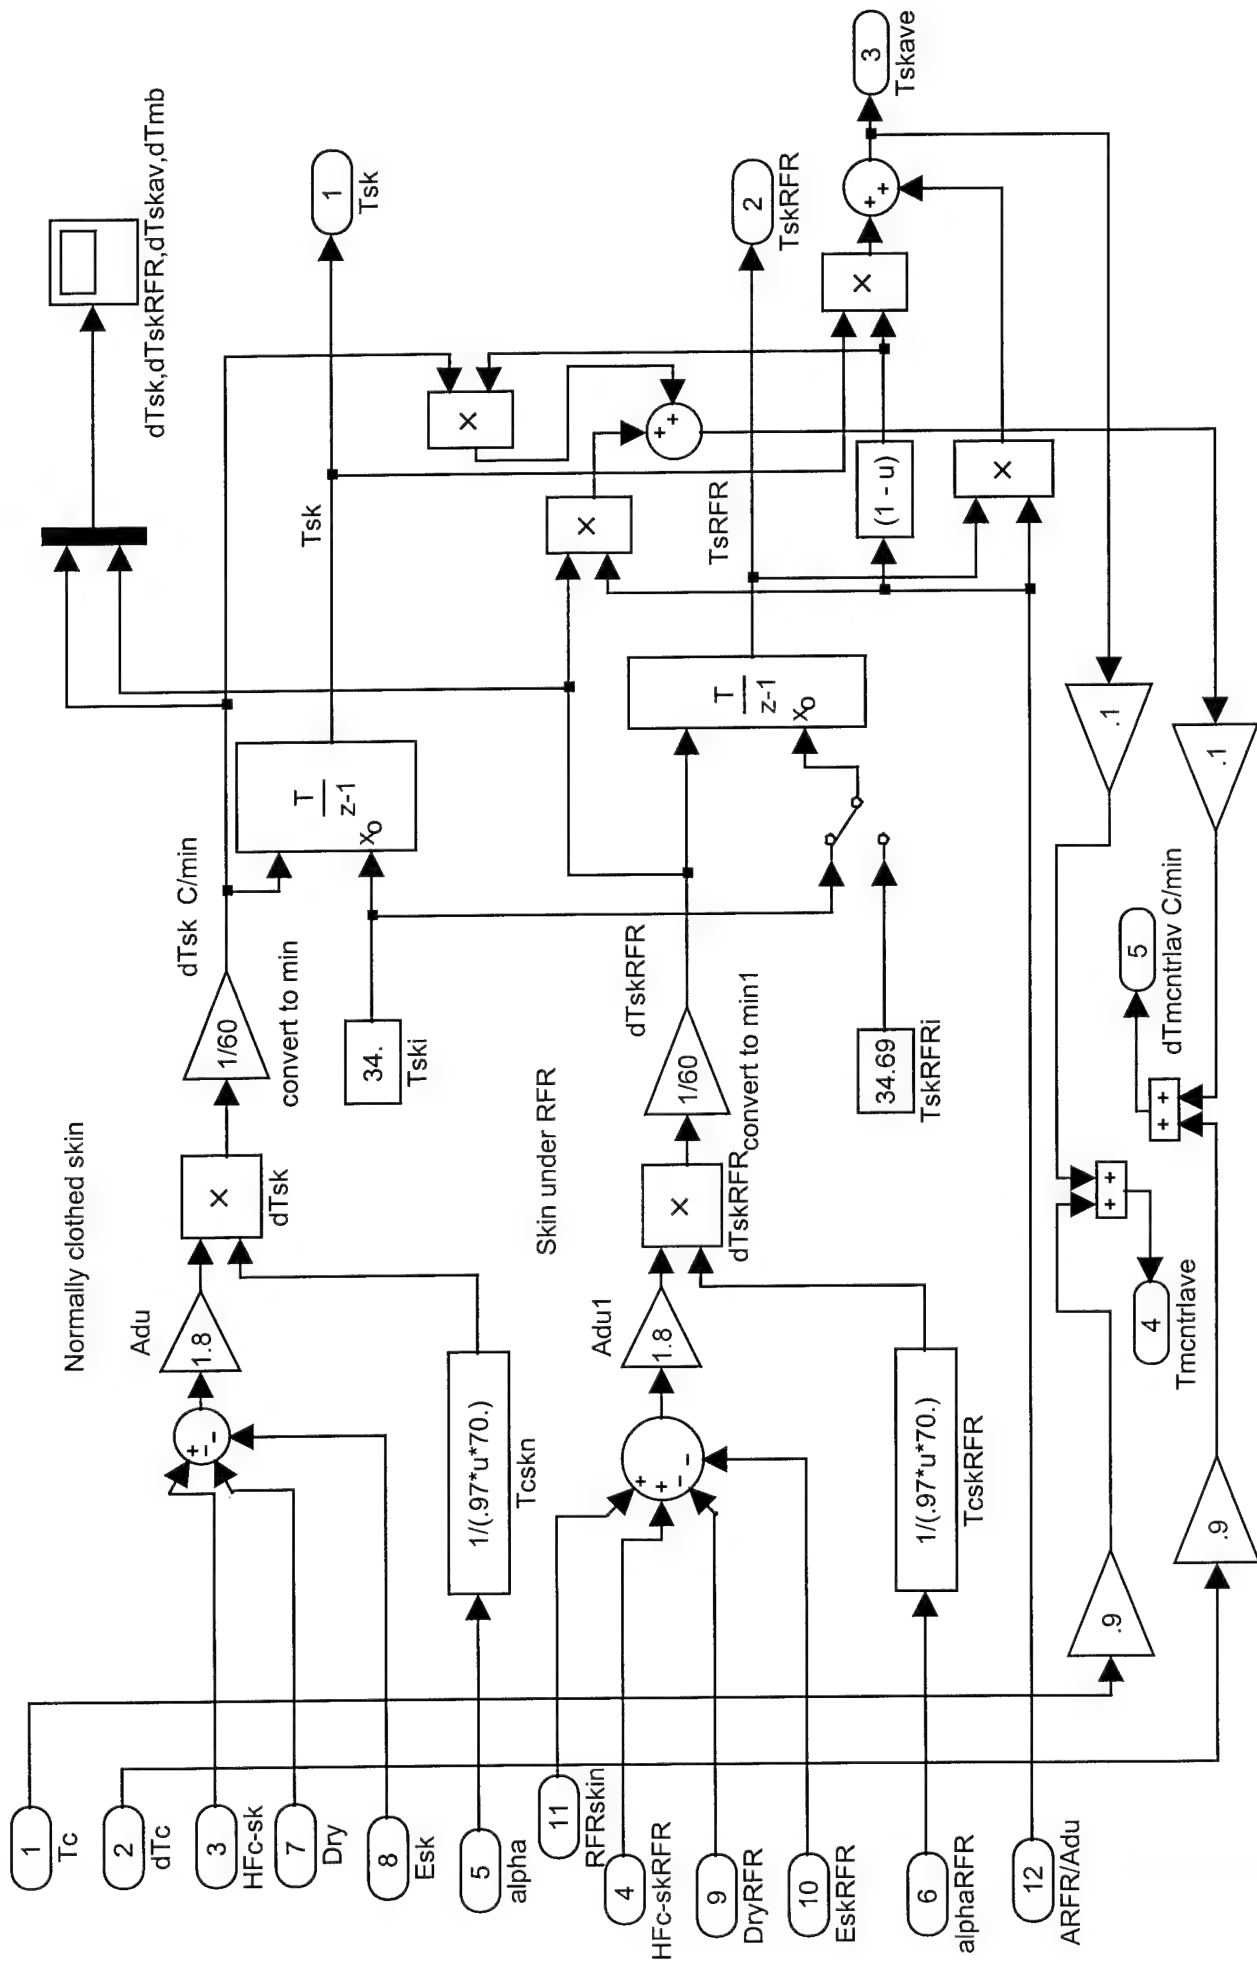 1
Tc
2
dTc
3
HFc-sk
7
Dry
8
Esk
5
alpha
11
RFRskin
4
HFc-skRFR
9
DryRFR
10
EskRFR
6
alphaRFR
12
ARFR/Adu
Normally clothed skin
+
-
-
Adu
1.8
1/(.97*u*70.)
Tcskn
×
dTsk
1/60
convert to min
dTsk C/min
34.
Tski
T
z-1
xo
Tsk
1
Tsk
dTsk,dTskRFR,dTskav,dTmb
Skin under RFR
+
+
-
-
Adu1
1.8
1/(.97*u*70.)
TcskRFR
×
dTskRFR
1/60
convert to min1
dTskRFR
34.69
TskRFRi
T
z-1
xo
TsRFR
2
TskRFR
×
×
+
+
(1 - u)
×
×
+
+
3
Tskave
.9
.9
.1
.1
+
+
4
Tmcntrlave
+
+
5
dTmcntrlav C/min